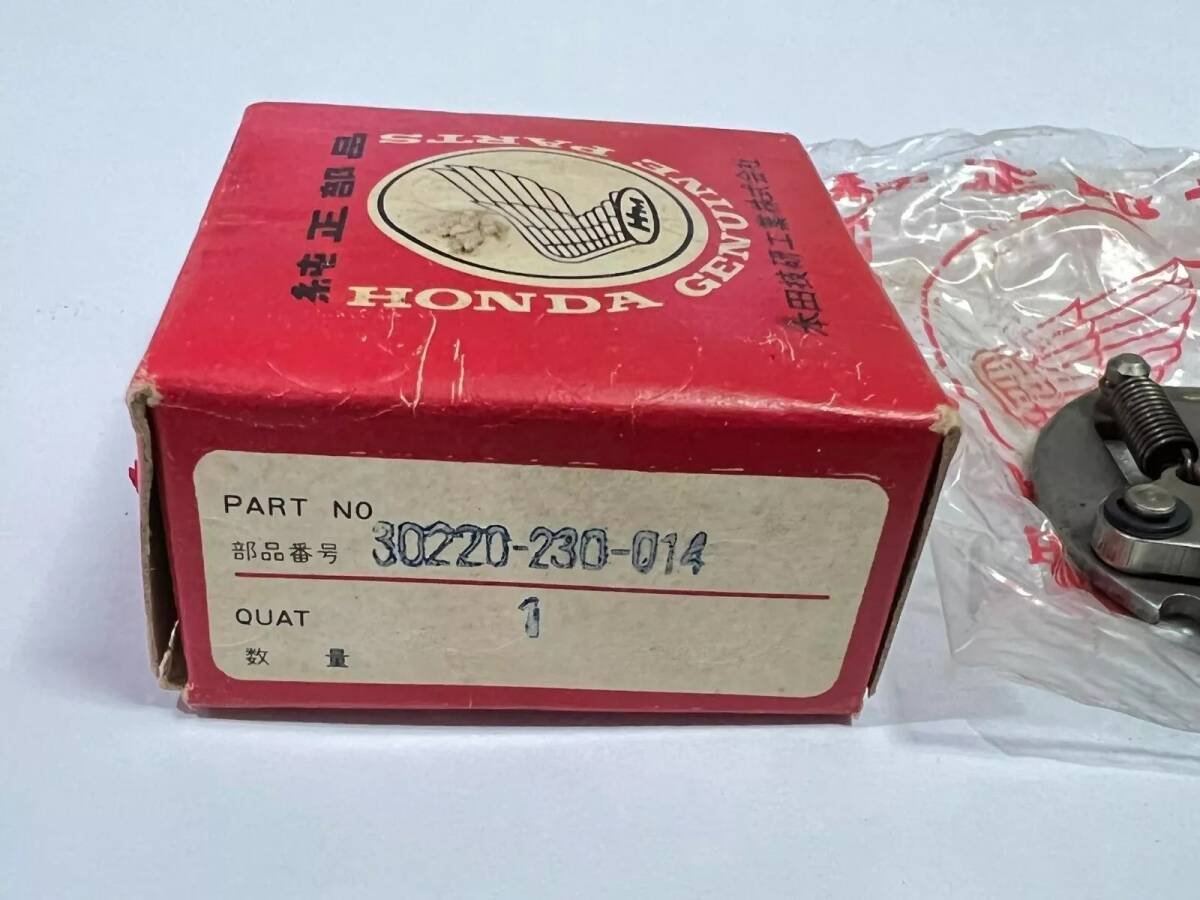 純正部品
HONDA GENUINE PARTS
HM
本田技研工業株式会社
PART NO
部品番号 30220-230-014
QUAT 1
数 量